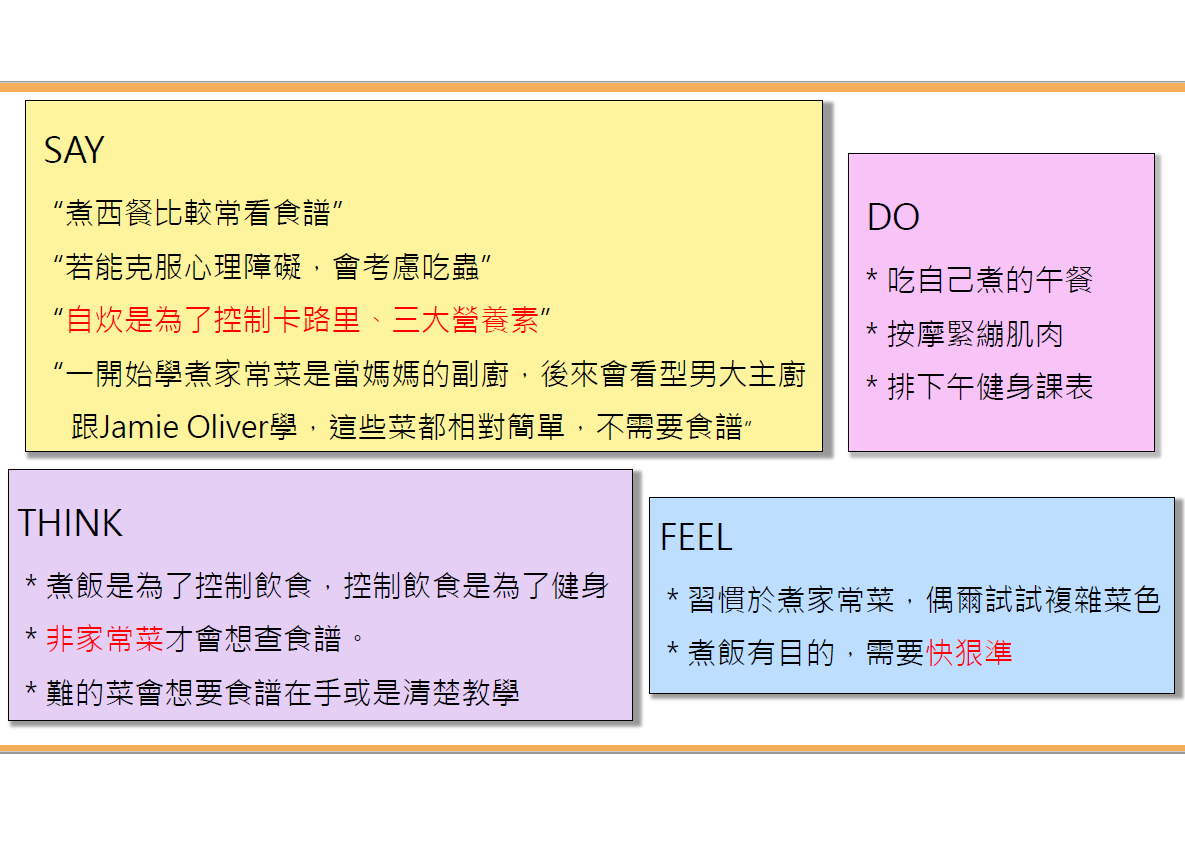 SAY
“煮西餐比較常看食譜”
“若能克服心理障礙，會考慮吃蟲”
“自炊是為了控制卡路里、三大營養素”
“一開始學煮家常菜是當媽媽的副廚，後來會看型男大主廚
跟Jamie Oliver學，這些菜都相對簡單，不需要食譜”
DO
* 吃自己煮的午餐
* 按摩緊繃肌肉
* 排下午健身課表
THINK
* 煮飯是為了控制飲食，控制飲食是為了健身
* 非家常菜才會想查食譜。
* 難的菜會想要食譜在手或是清楚教學
FEEL
* 習慣於煮家常菜，偶爾試試複雜菜色
* 煮飯有目的，需要快狠準